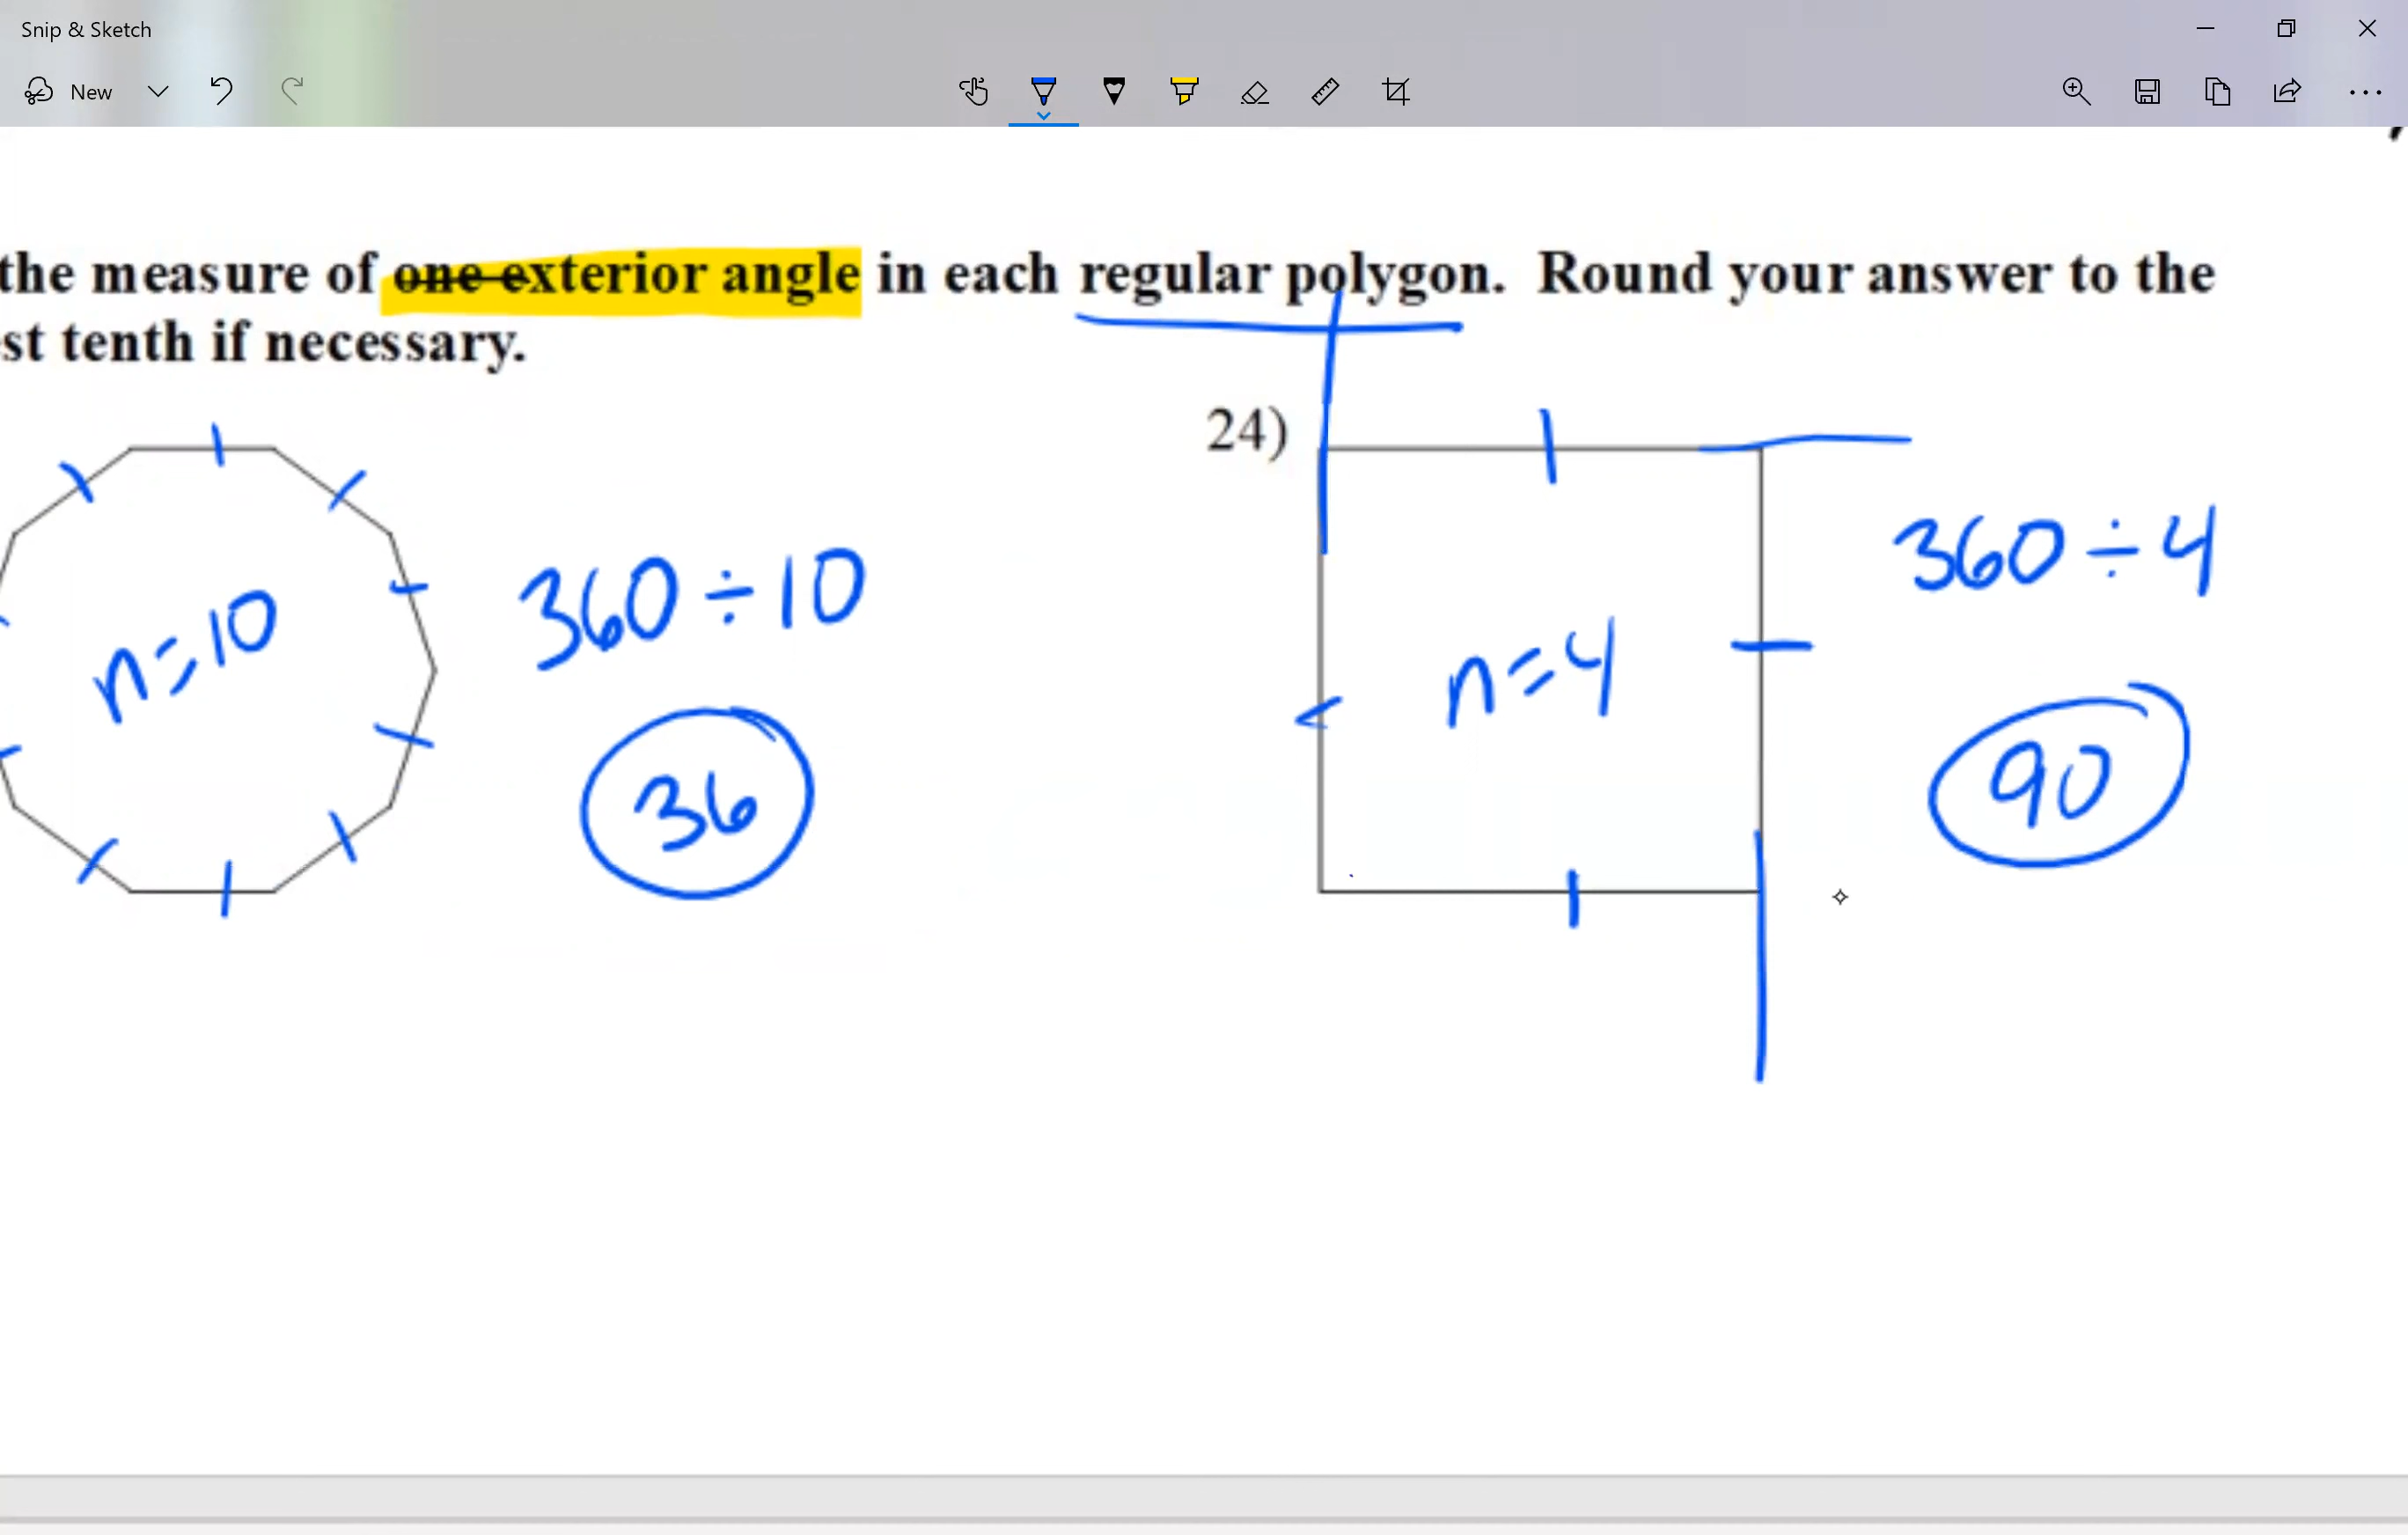 Snip & Sketch
New
the measure of one exterior angle in each regular polygon. Round your answer to the
st tenth if necessary.
24)
n=10
360÷10
36
n=4
360÷4
90